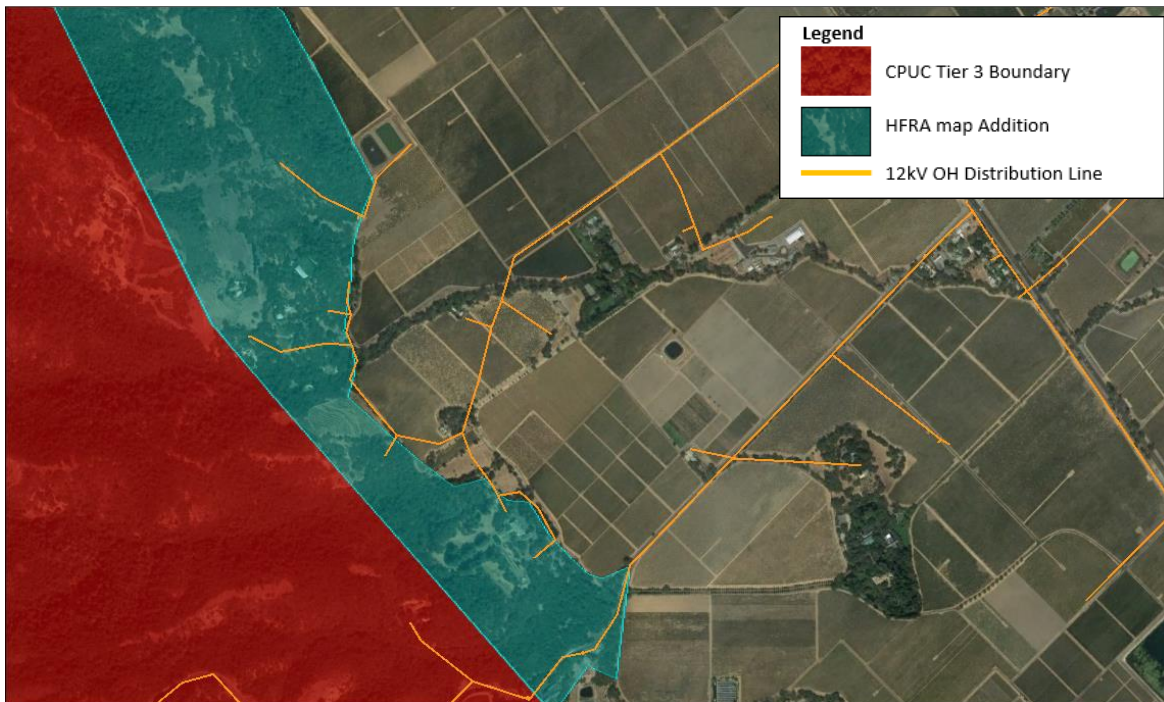 Legend
CPUC Tier 3 Boundary
HFRA map Addition
12kV OH Distribution Line